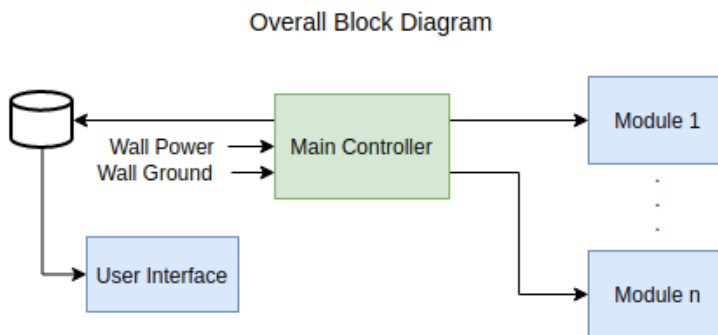 Overall Block Diagram
Module 1
Wall Power
Main Controller
Wall Ground
User Interface
Module n